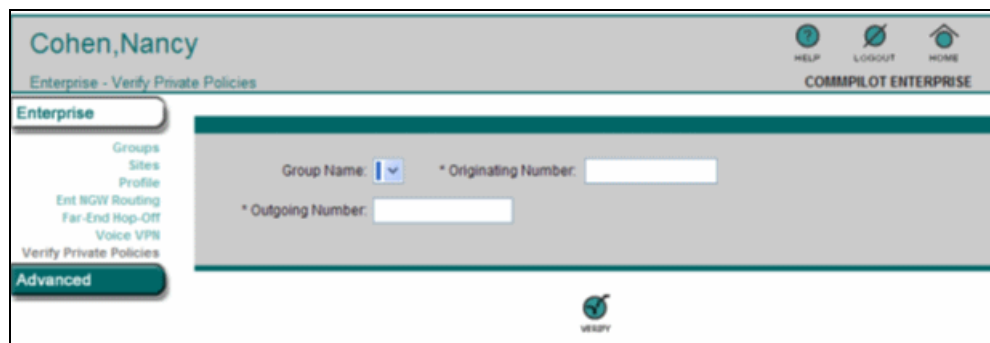 Cohen,Nancy
HELP LOGOUT HOME
Enterprise - Verify Private Policies
COMMPILOT ENTERPRISE
Enterprise
Groups
Sites
Profile
Ent NGW Routing
Far-End Hop-Off
Voice VPN
Verify Private Policies
Advanced
Group Name: * Originating Number:
* Outgoing Number:
VERIFY